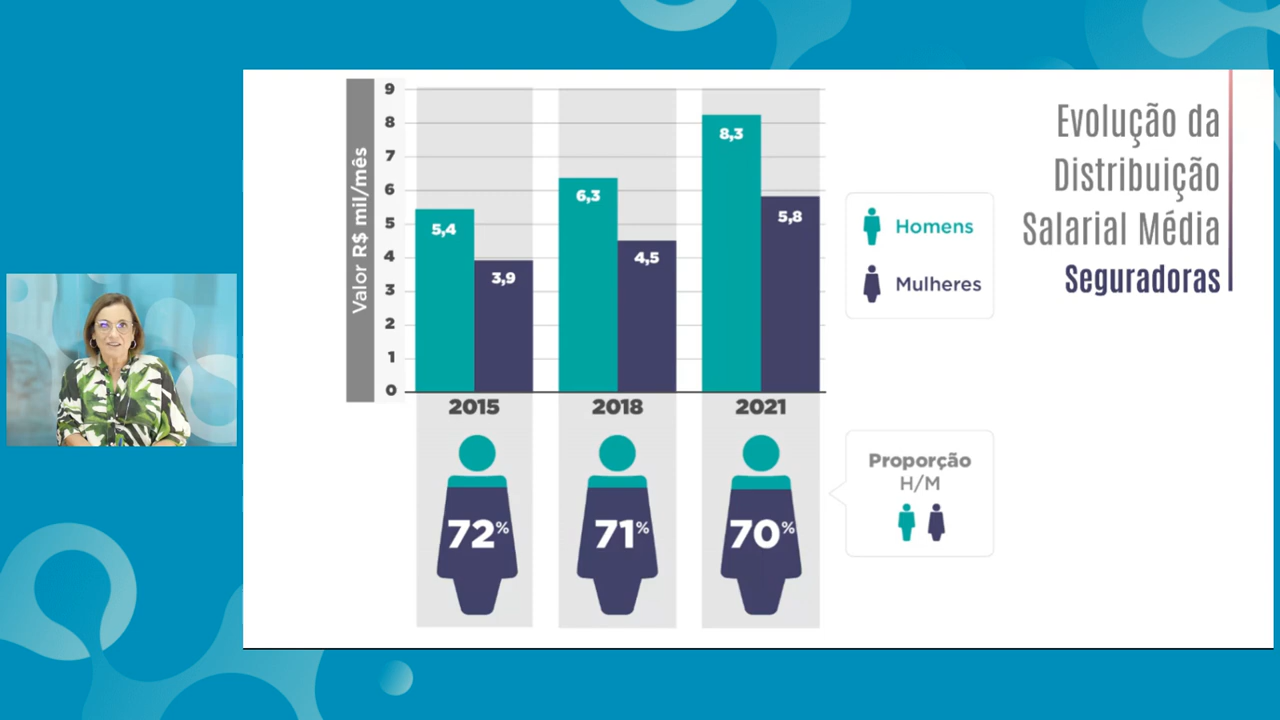 Evolução da
Distribuição
Salarial Média
Seguradoras
Valor R$ mil/mês
9
8
7
6
5
4
3
2
1
0
5,4
3,9
6,3
4,5
8,3
5,8
2015
2018
2021
Homens
Mulheres
72%
71%
70%
Proporção
H/M